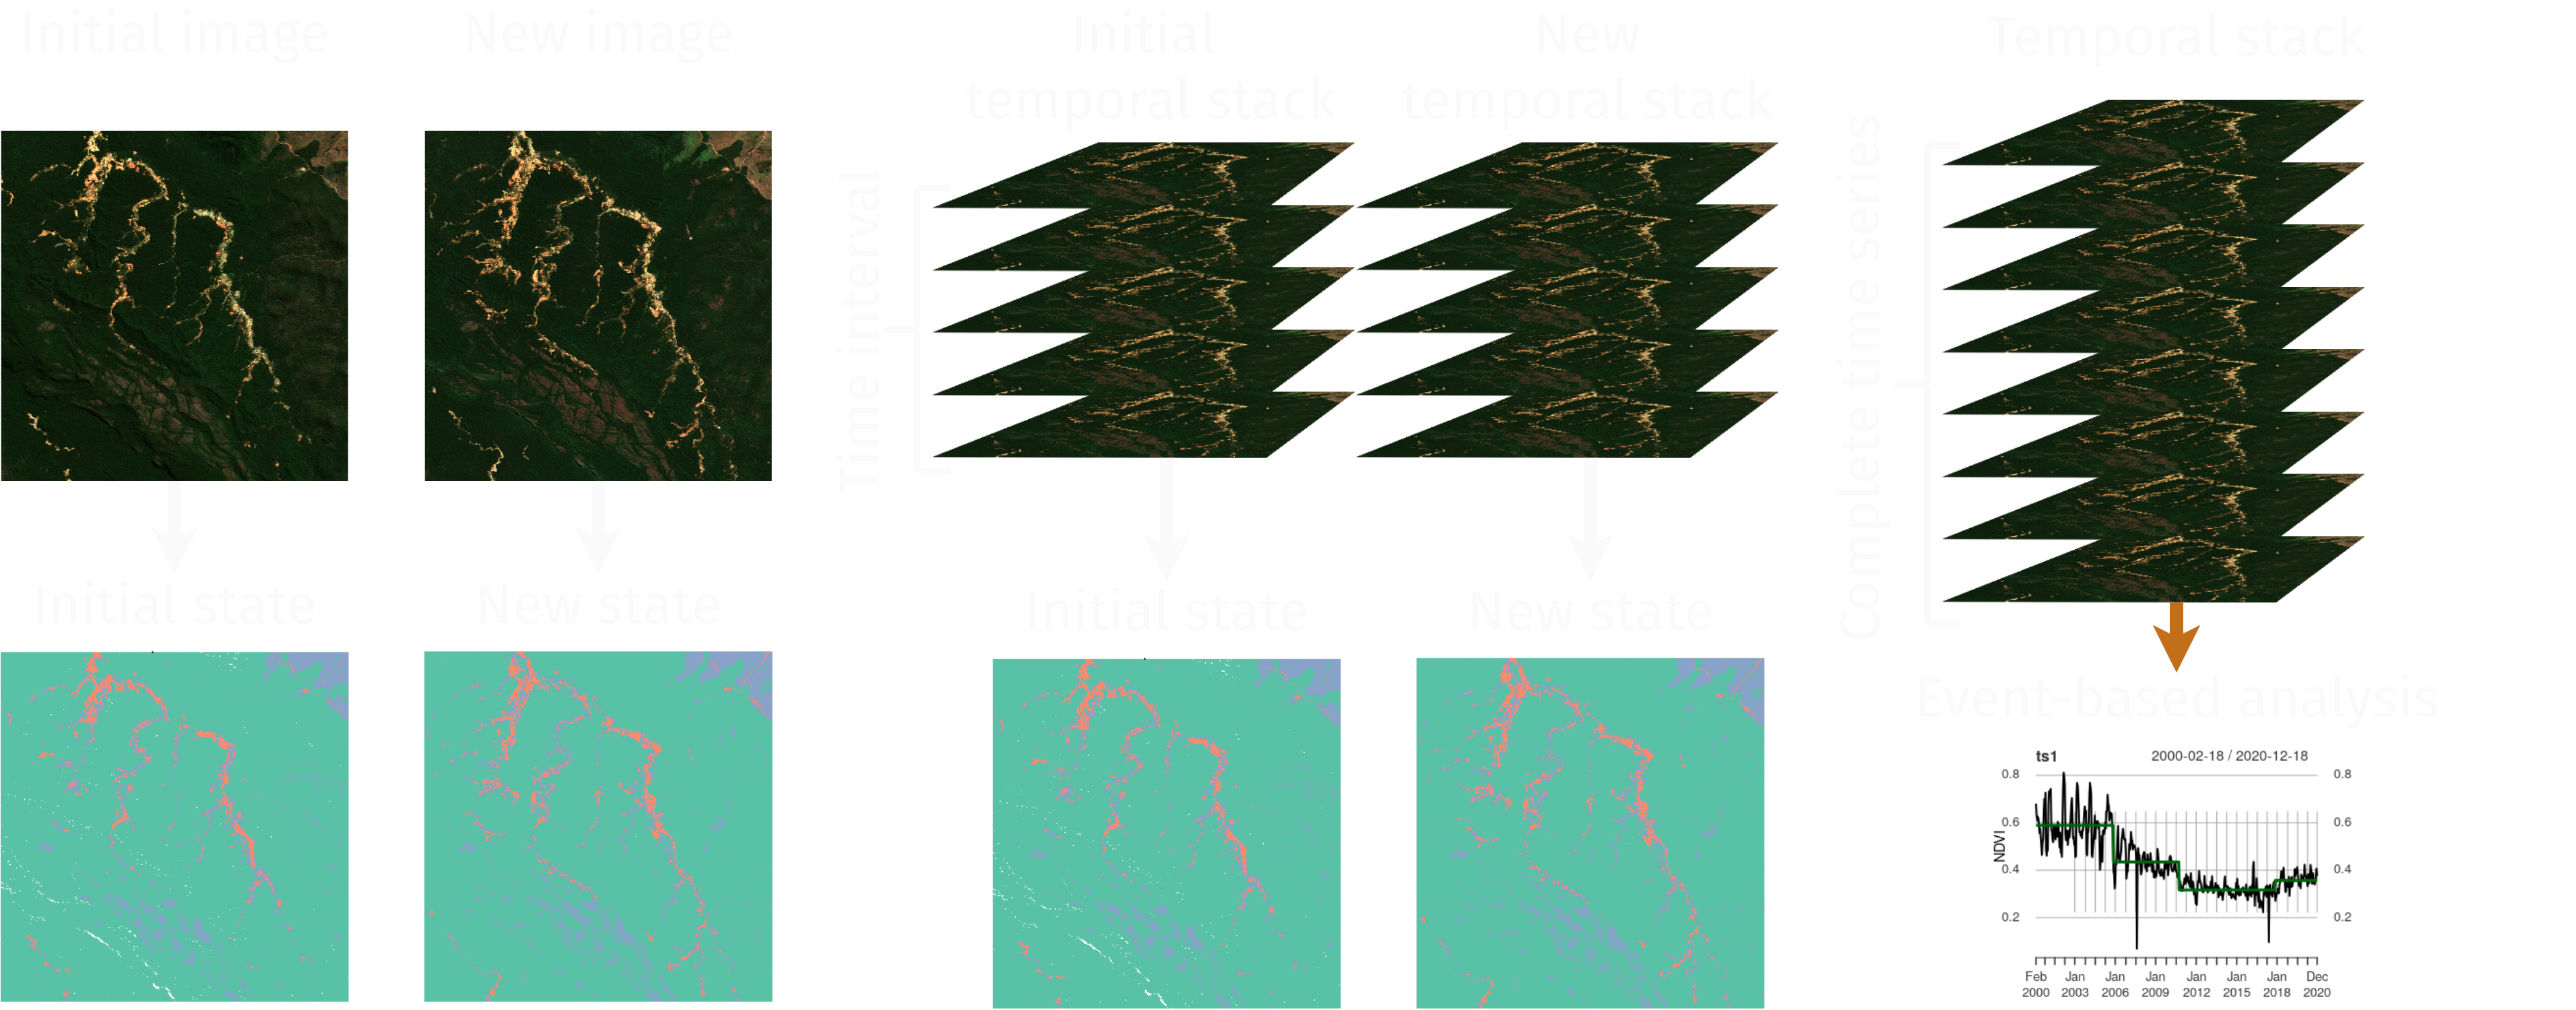 Initial image
New image
Initial
temporal stack
New
temporal stack
Temporal stack
Time interval
Complete time series
Initial state
New state
Initial state
New state
Event-based analysis
ts1
2000-02-18 / 2020-12-18
0.8
0.8
0.6
0.6
NDVI
0.4
0.4
0.2
0.2
Feb Jan Jan Jan Jan Jan Jan Dec
2000 2003 2006 2009 2012 2015 2018 2020